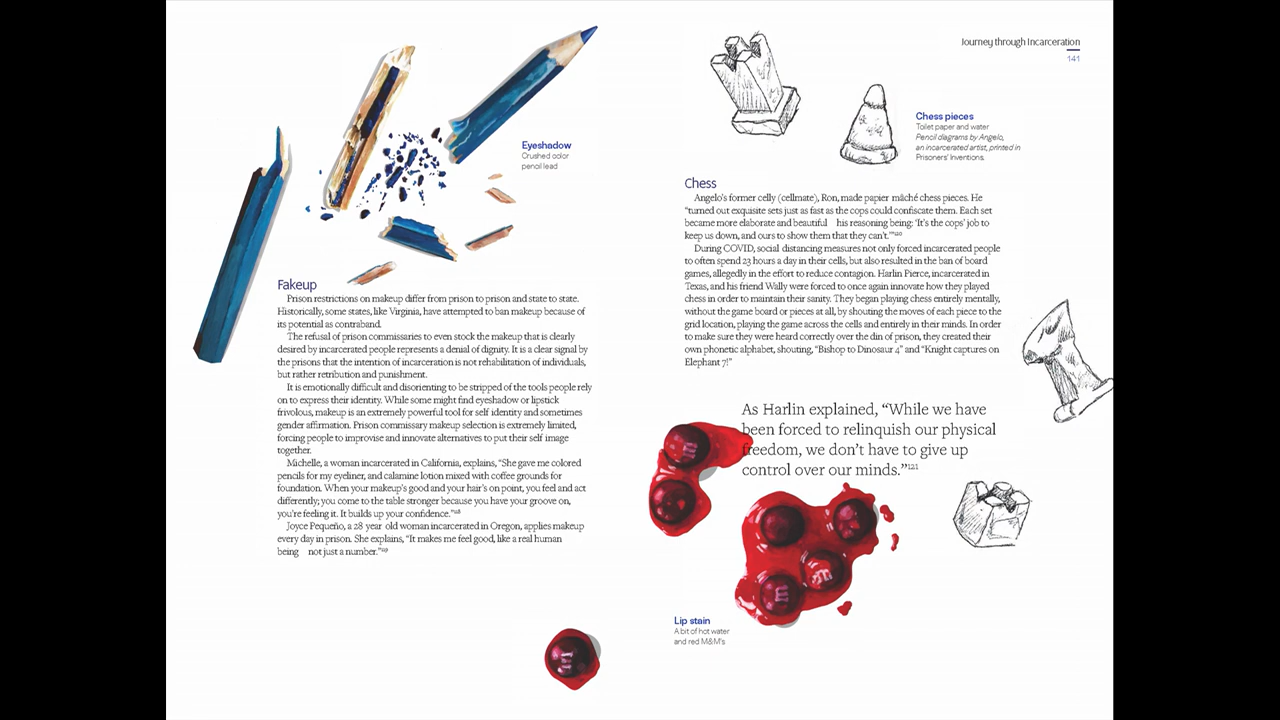 Eyeshadow
Crushed color
pencil lead
Fakeup
Prison restrictions on makeup differ from prison to prison and state to state.
Historically, some states, like Virginia, have attempted to ban makeup because of
its potential as contraband.
The refusal of prison commissaries to even stock the makeup that is clearly
desired by incarcerated people represents a denial of dignity. It is a clear signal by
the prisons that the intention of incarceration is not rehabilitation of individuals,
but rather retribution and punishment.
It is emotionally difficult and disorienting to be stripped of the tools people rely
on to express their identity. While some might find eyeshadow or lipstick
frivolous, makeup is an extremely powerful tool for self identity and sometimes
gender affirmation. Prison commissary makeup selection is extremely limited,
forcing people to improvise and innovate alternatives to put their self image
together.
Michelle, a woman incarcerated in California, explains, “She gave me colored
pencils for my eyeliner, and calamine lotion mixed with coffee grounds for
foundation. When your makeup's good and your hair's on point, you feel and act
differently; you come to the table stronger because you have your groove on,
you're feeling it. It builds up your confidence.”¹¹⁸
Joyce Pequeño, a 28 year old woman incarcerated in Oregon, applies makeup
every day in prison. She explains, “It makes me feel good, like a real human
being not just a number.”¹¹⁹
Journey through Incarceration
141
Chess pieces
Toilet paper and water
Pencil diagrams by Angelo,
an incarcerated artist, printed in
Prisoners' Inventions.
Chess
Angelo's former celly (cellmate), Ron, made papier mâché chess pieces. He
“turned out exquisite sets just as fast as the cops could confiscate them. Each set
became more elaborate and beautiful his reasoning being: ‘It's the cops' job to
keep us down, and ours to show them that they can't.’”¹²⁰
During COVID, social distancing measures not only forced incarcerated people
to often spend 23 hours a day in their cells, but also resulted in the ban of board
games, allegedly in the effort to reduce contagion. Harlin Pierce, incarcerated in
Texas, and his friend Wally were forced to once again innovate how they played
chess in order to maintain their sanity. They began playing chess entirely mentally,
without the game board or pieces at all, by shouting the moves of each piece to the
grid location, playing the game across the cells and entirely in their minds. In order
to make sure they were heard correctly over the din of prison, they created their
own phonetic alphabet, shouting, “Bishop to Dinosaur 4” and “Knight captures on
Elephant 7!”
As Harlin explained, “While we have
been forced to relinquish our physical
freedom, we don't have to give up
control over our minds.”¹²¹
Lip stain
A bit of hot water
and red M&M's
m
m
m
m